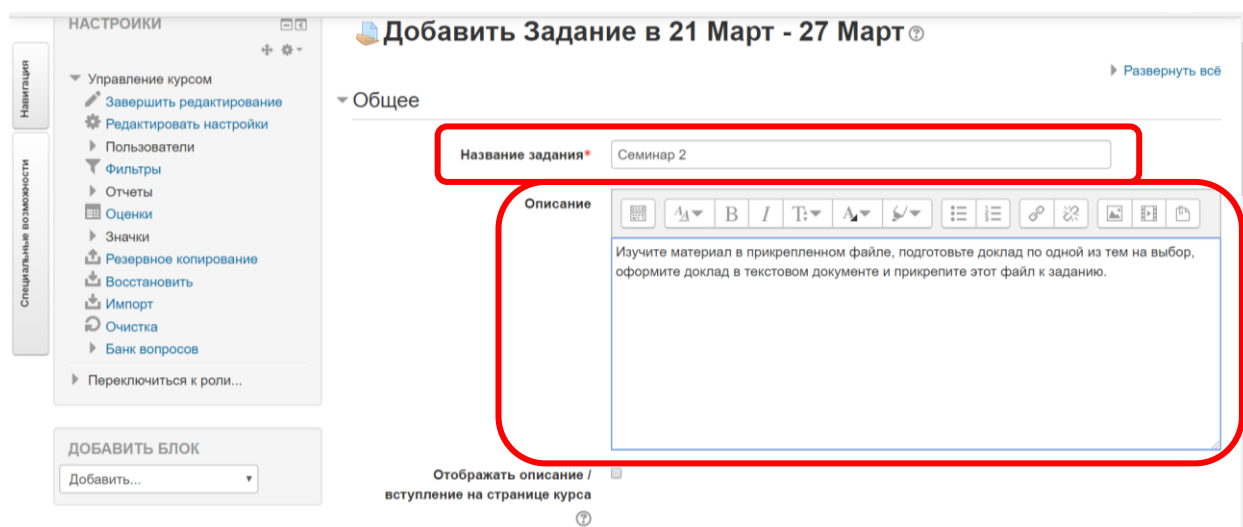 НАСТРОЙКИ
Навигация
Специальные возможности
Управление курсом
Завершить редактирование
Редактировать настройки
Пользователи
Фильтры
Отчеты
Оценки
Значки
Резервное копирование
Восстановить
Импорт
Очистка
Банк вопросов
Переключиться к роли...
ДОБАВИТЬ БЛОК
Добавить...
Добавить Задание в 21 Март - 27 Март
Развернуть всё
Общее
Название задания*
Семинар 2
Описание
Изучите материал в прикрепленном файле, подготовьте доклад по одной из тем на выбор,
оформите доклад в текстовом документе и прикрепите этот файл к заданию.
Отображать описание /
вступление на странице курса